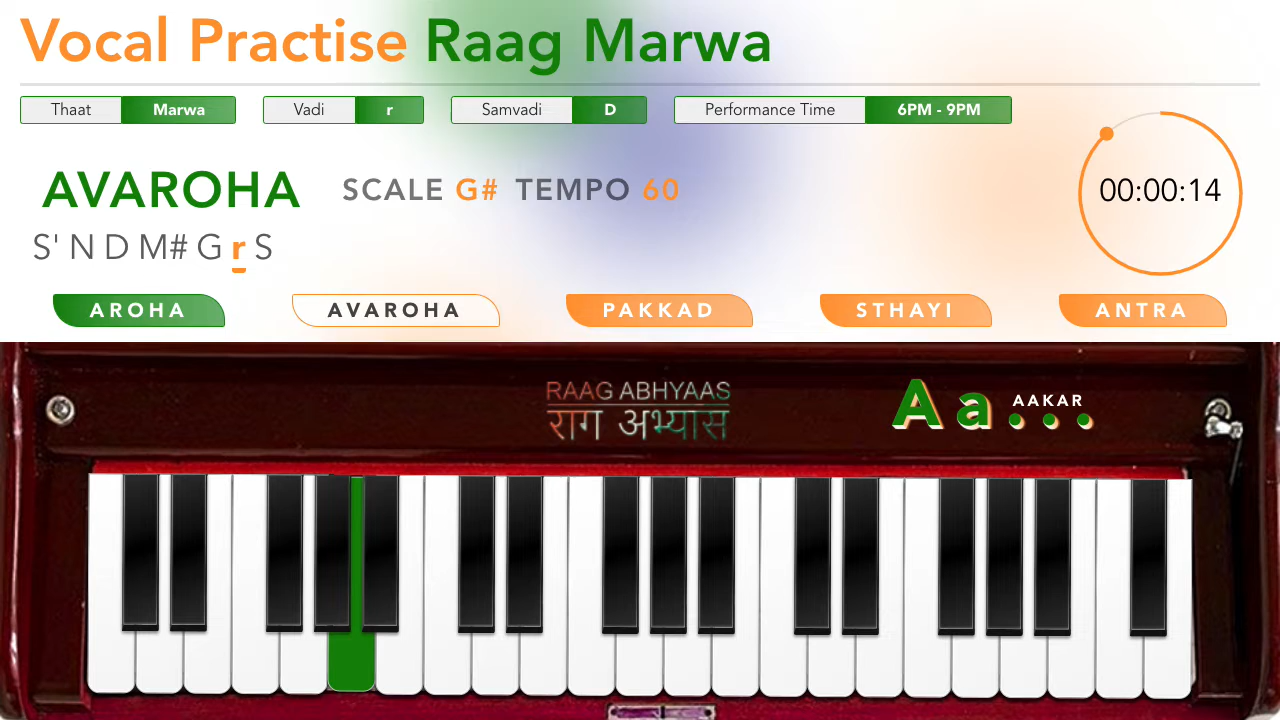 Vocal Practise Raag Marwa
Thaat Marwa Vadi r Samvadi D Performance Time 6PM - 9PM
AVAROHA SCALE G# TEMPO 60
00:00:14
S' N D M# G r S
AROHA AVAROHA PAKKAD STHAYI ANTRA
RAAG ABHYAAS
राग अभ्यास
A a . . . AAKAR